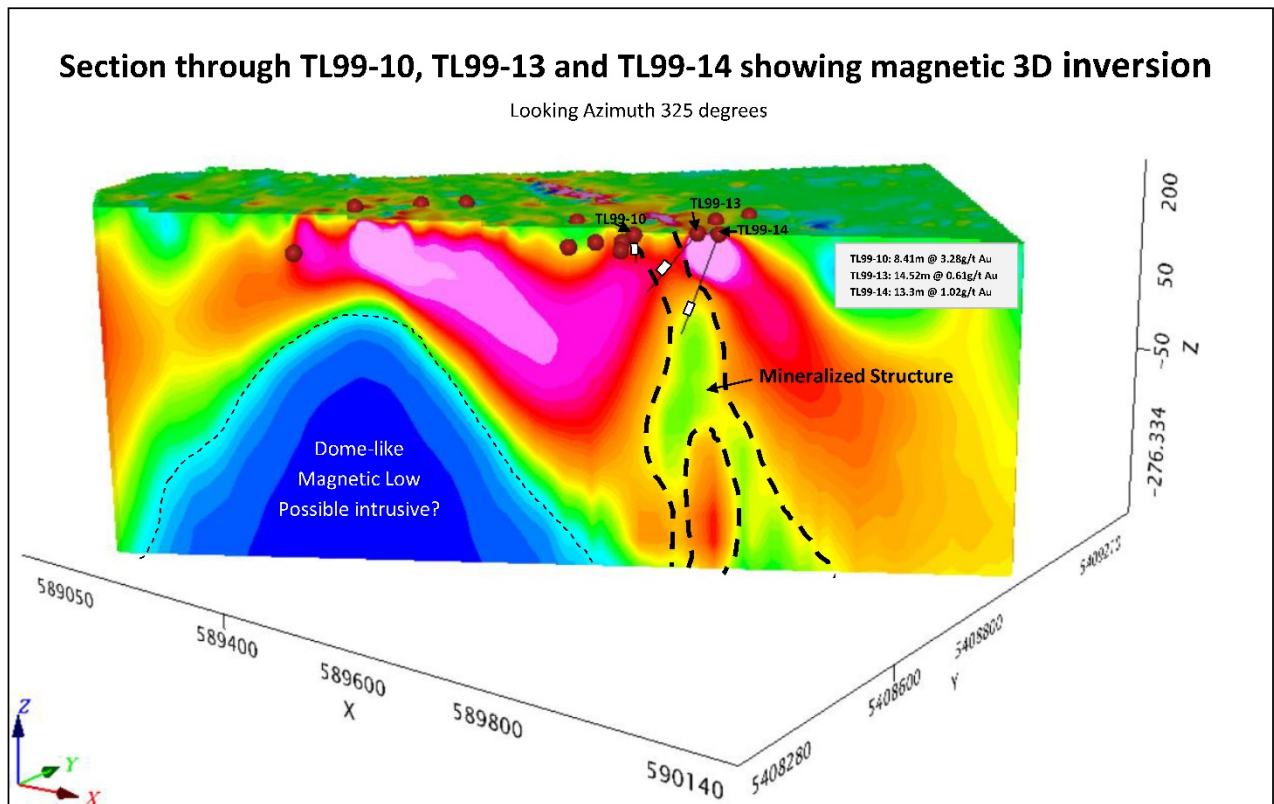 Section through TL99-10, TL99-13 and TL99-14 showing magnetic 3D inversion
Looking Azimuth 325 degrees
TL99-13
TL99-10
TL99-14
TL99-10: 8.41m @ 3.28g/t Au
TL99-13: 14.52m @ 0.61g/t Au
TL99-14: 13.3m @ 1.02g/t Au
Mineralized Structure
Dome-like
Magnetic Low
Possible intrusive?
200
50
-50
Z
-276.334
589050
589400
589600
X
589800
590140
5408280
5408600
Y
5408800
Z
Y
X